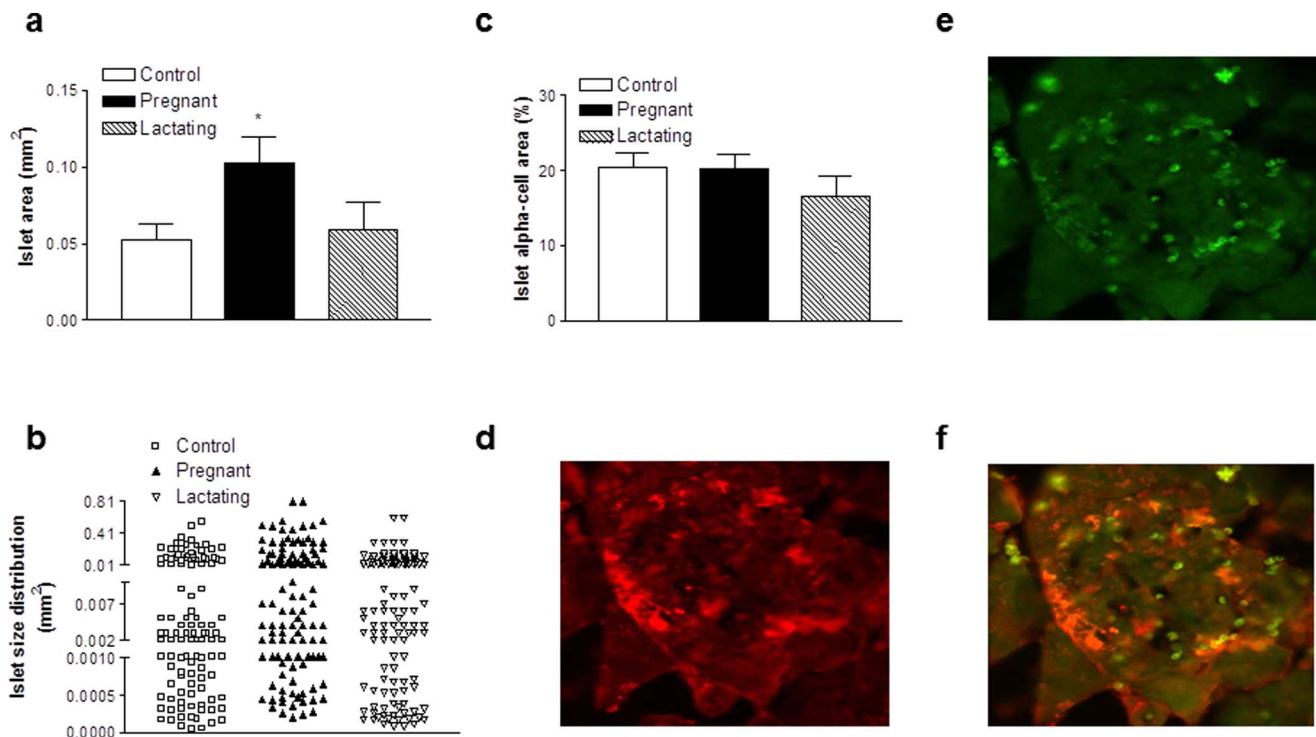 a
Control
Pregnant
Lactating
*
0.15
0.10
0.05
0.00
Islet area (mm2)
b
Control
Pregnant
Lactating
0.81
0.41
0.01
0.007
0.002
0.0010
0.0005
0.0000
Islet size distribution
(mm2)
c
Control
Pregnant
Lactating
30
20
10
0
Islet alpha-cell area (%)
d
e
f